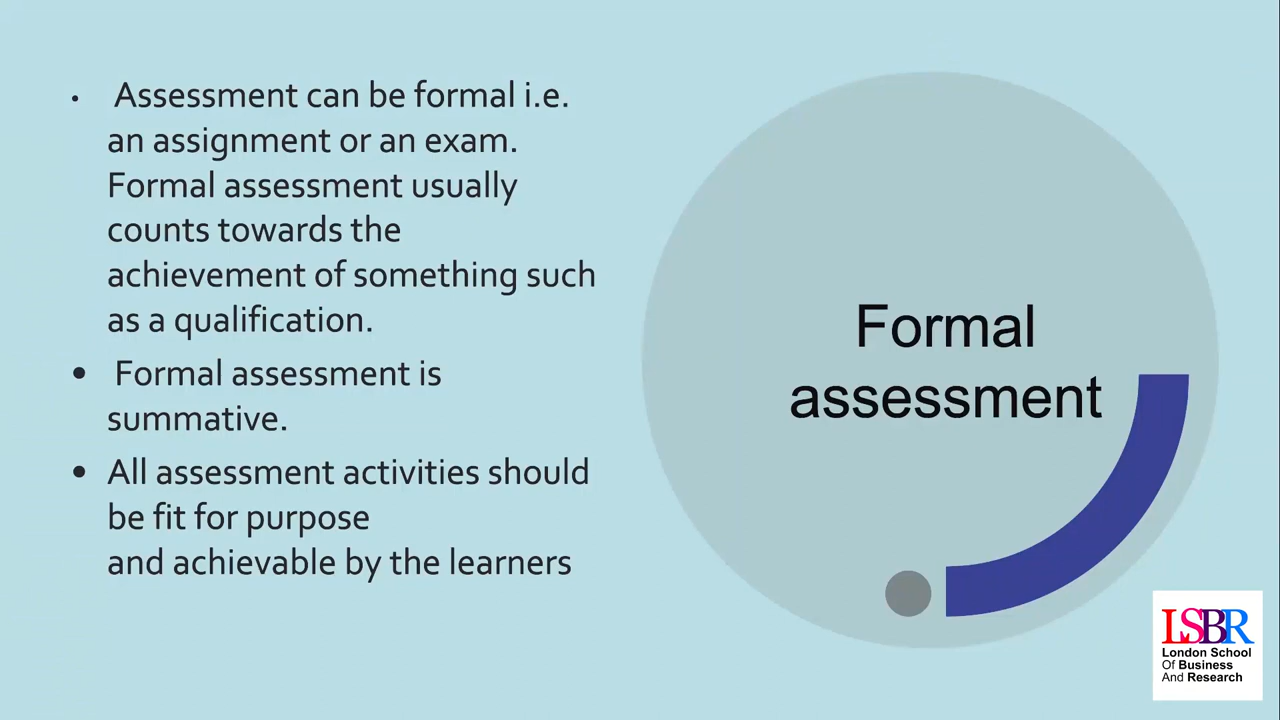 • Assessment can be formal i.e.
an assignment or an exam.
Formal assessment usually
counts towards the
achievement of something such
as a qualification.
• Formal assessment is
summative.
• All assessment activities should
be fit for purpose
and achievable by the learners
Formal
assessment
LSBR
London School
Of Business
And Research